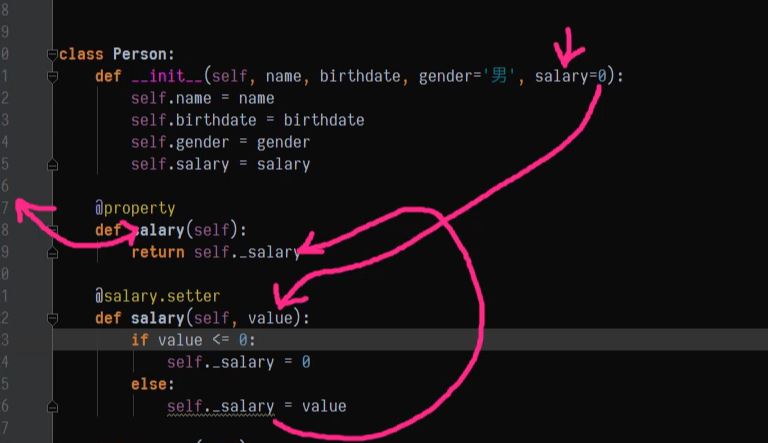 8
9
0 class Person:
1 def __init__(self, name, birthdate, gender='男', salary=0):
2 self.name = name
3 self.birthdate = birthdate
4 self.gender = gender
5 self.salary = salary
6
7 @property
8 def salary(self):
9 return self._salary
0
1 @salary.setter
2 def salary(self, value):
3 if value <= 0:
4 self._salary = 0
5 else:
6 self._salary = value
7